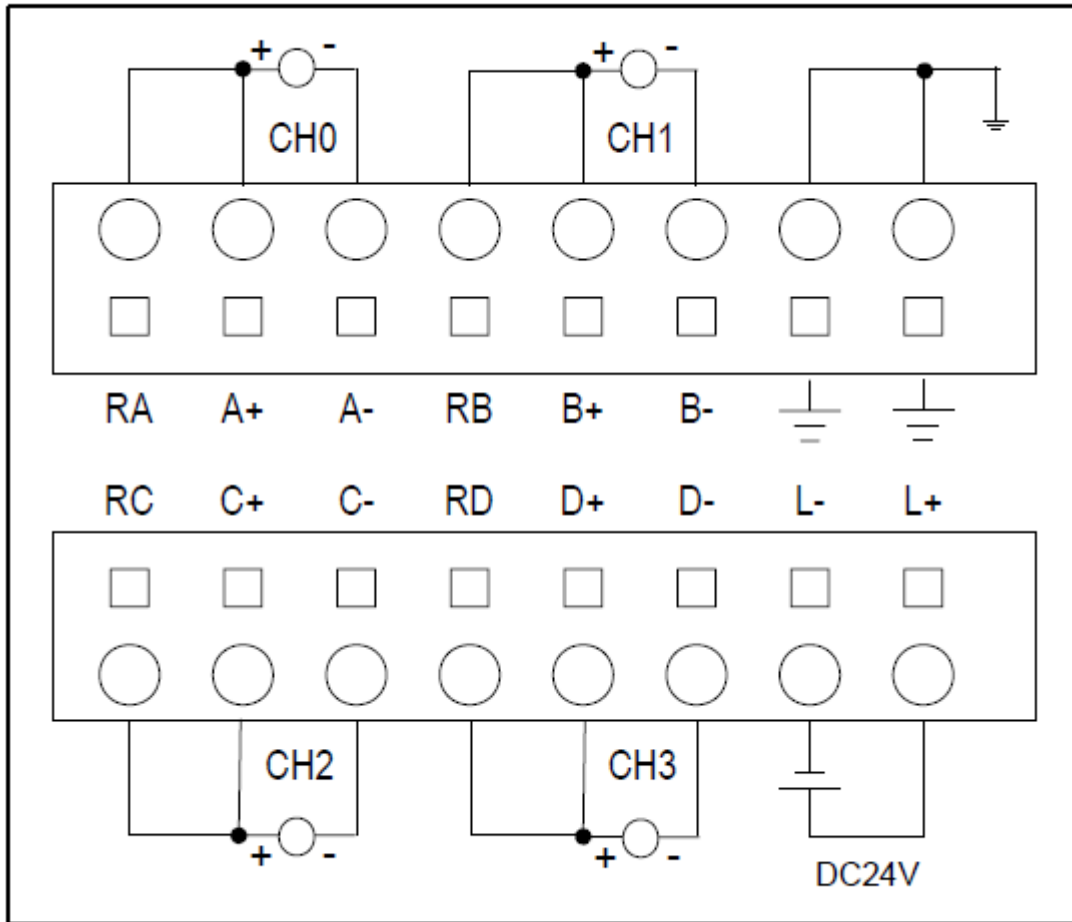 + - + -
CH0 CH1
RA A+ A- RB B+ B-
RC C+ C- RD D+ D- L- L+
CH2 CH3
+ - + -
DC24V